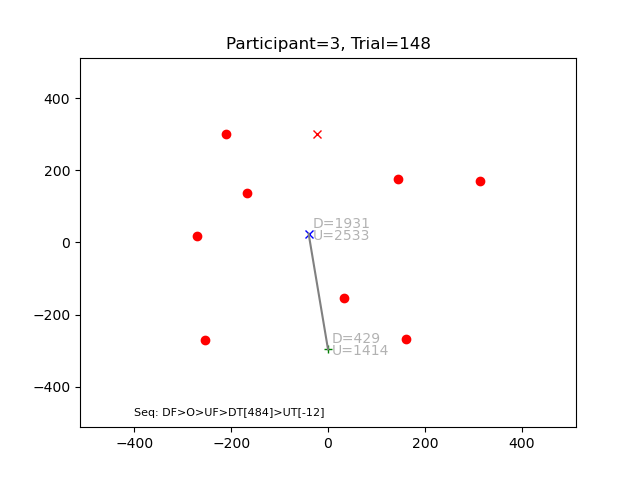 Participant=3, Trial=148
400
200
0
−200
−400
D=1931
U=2533
D=429
U=1414
Seq: DF>O>UF>DT[484]>UT[-12]
−400 −200 0 200 400